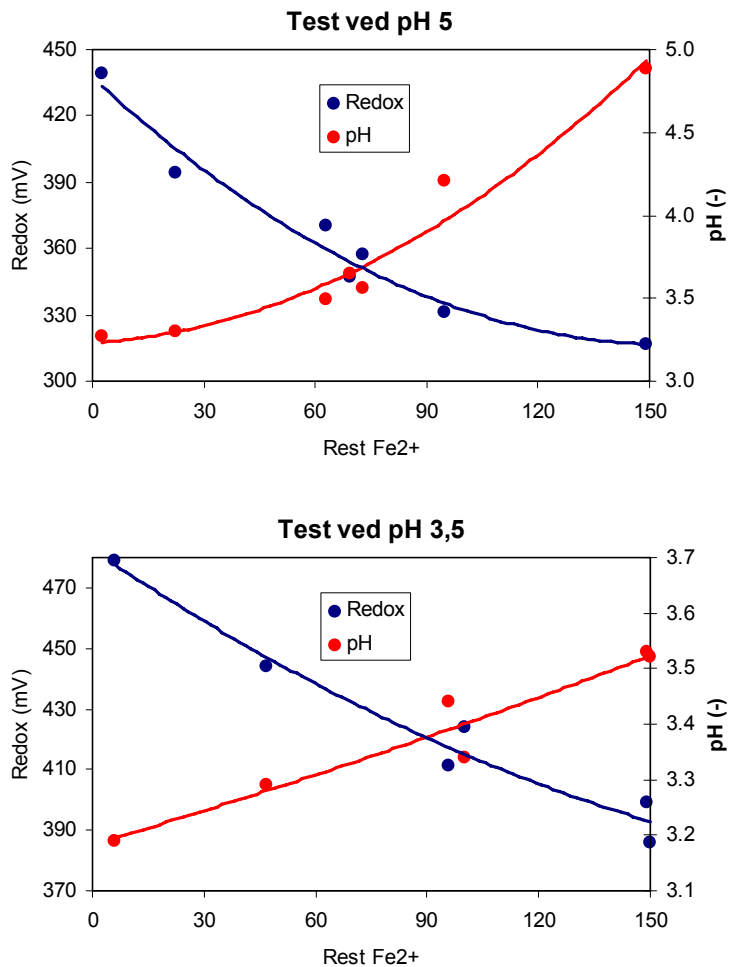 Test ved pH 5
Redox (mV)
450
420
390
360
330
300
Redox
pH
5.0
4.5
4.0
3.5
3.0
pH (-)
0 30 60 90 120 150
Rest Fe2+
Test ved pH 3,5
Redox (mV)
470
450
430
410
390
370
Redox
pH
3.7
3.6
3.5
3.4
3.3
3.2
3.1
pH (-)
0 30 60 90 120 150
Rest Fe2+